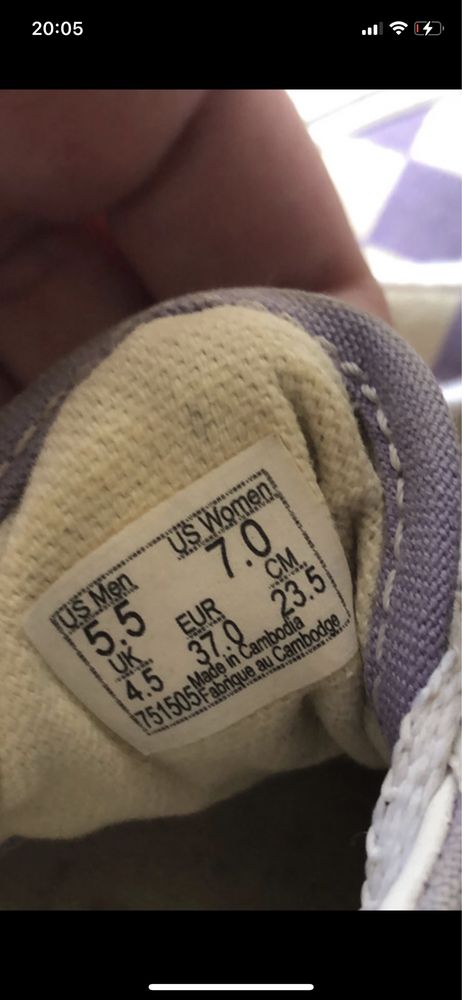 20:05
US Men US Women
5.5 7.0
UK EUR CM
4.5 37.0 23.5
751505 Made in Cambodia
Fabriqué au Cambodge